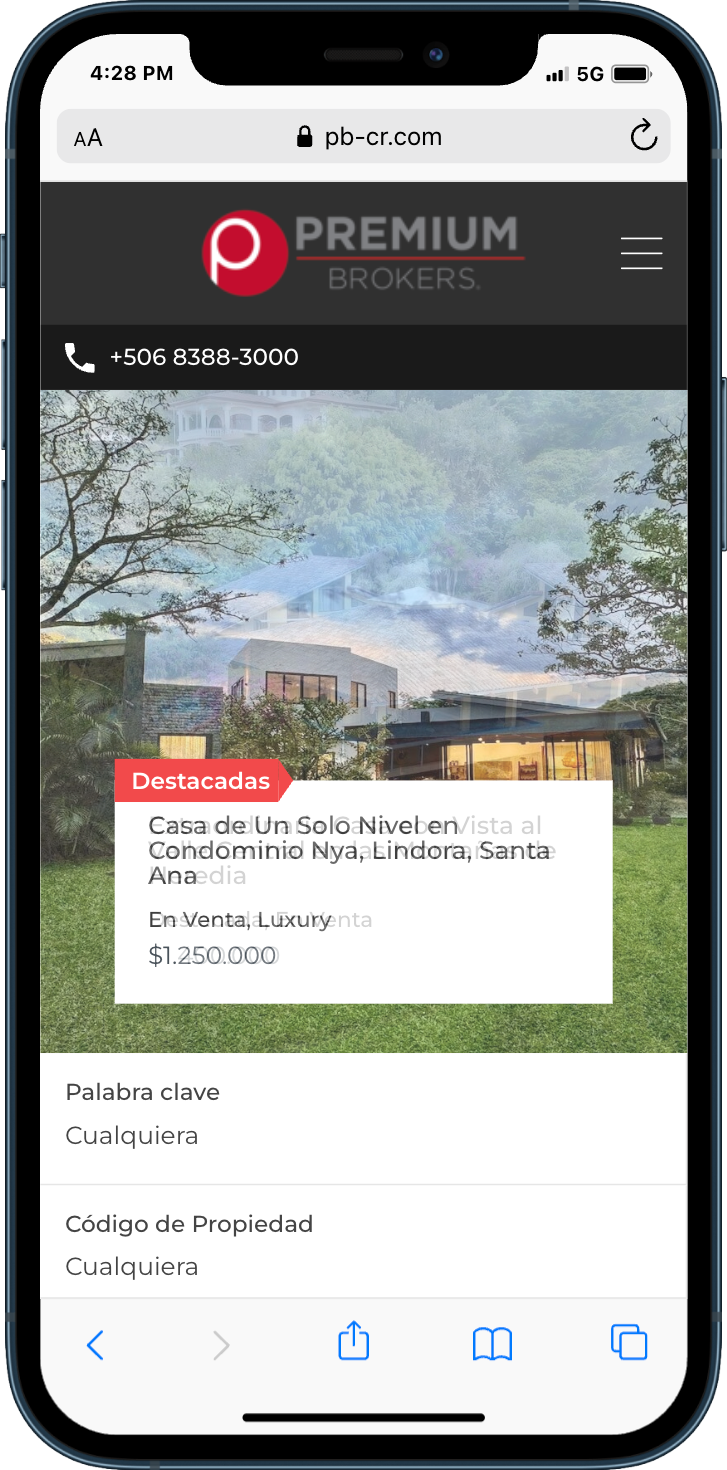 4:28 PM
5G
AA
pb-cr.com
PREMIUM
BROKERS.
+506 8388-3000
Destacadas
Casa de Un Solo Nivel en
Condominio Nya, Lindora, Santa
Ana
En Venta, Luxury
$1.250.000
Palabra clave
Cualquiera
Código de Propiedad
Cualquiera